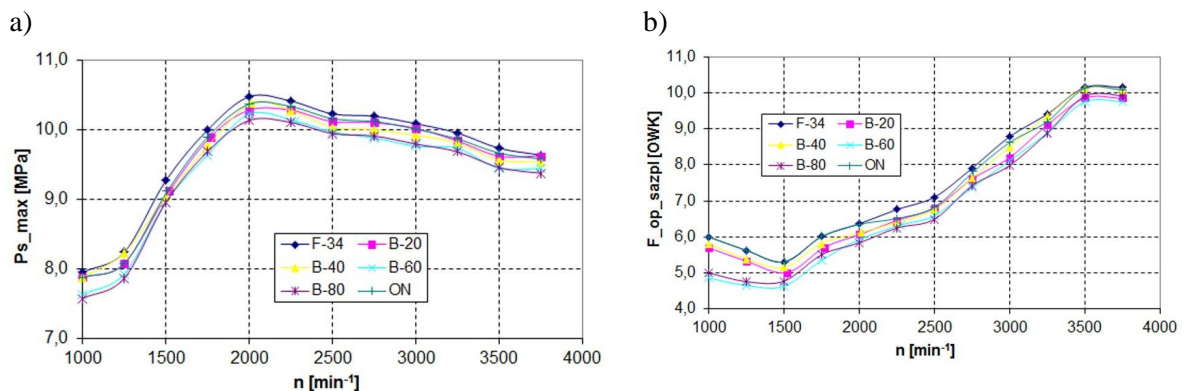 a)
11,0
10,0
9,0
8,0
7,0
Ps_max [MPa]
F-34 B-20
B-40 B-60
B-80 ON
1000 1500 2000 2500 3000 3500 4000
n [min-1]
b)
11,0
10,0
9,0
8,0
7,0
6,0
5,0
4,0
F_op_sazpl [OWK]
F-34 B-20
B-40 B-60
B-80 ON
1000 1500 2000 2500 3000 3500 4000
n [min-1]